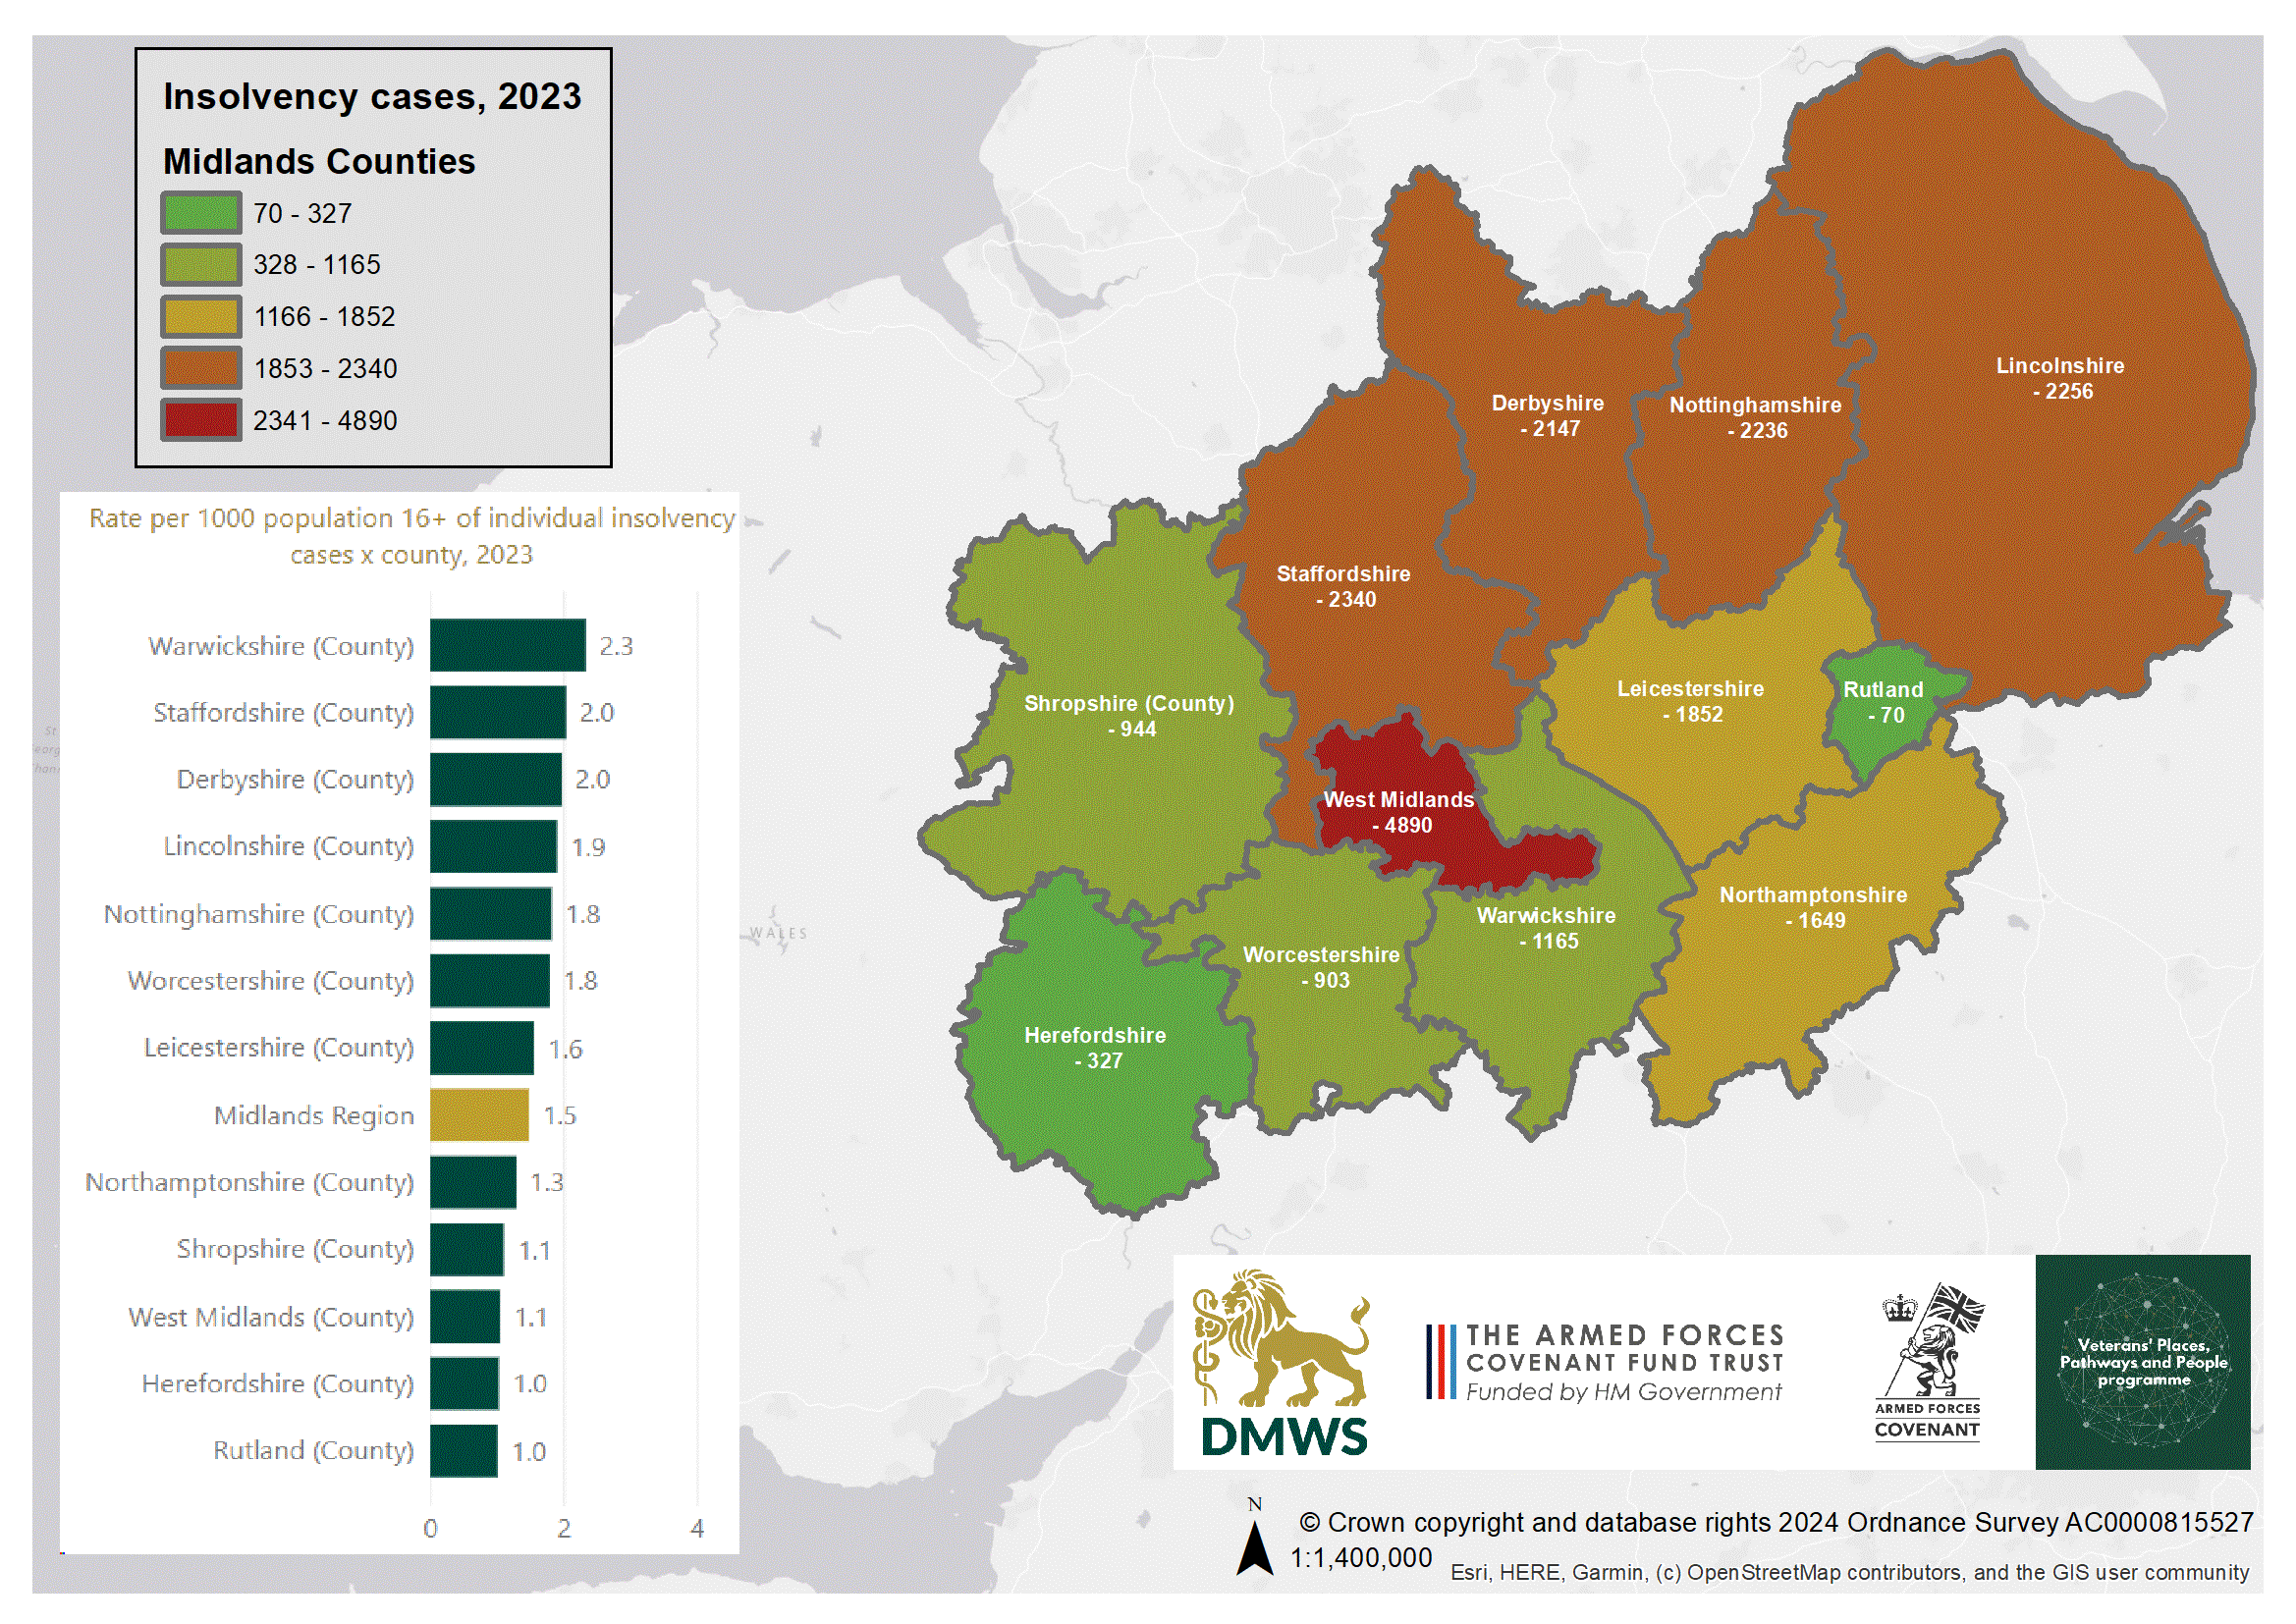 Insolvency cases, 2023
Midlands Counties
70 - 327
328 - 1165
1166 - 1852
1853 - 2340
2341 - 4890
Rate per 1000 population 16+ of individual insolvency
cases x county, 2023
Warwickshire (County) 2.3
Staffordshire (County) 2.0
Derbyshire (County) 2.0
Lincolnshire (County) 1.9
Nottinghamshire (County) 1.8
Worcestershire (County) 1.8
Leicestershire (County) 1.6
Midlands Region 1.5
Northamptonshire (County) 1.3
Shropshire (County) 1.1
West Midlands (County) 1.1
Herefordshire (County) 1.0
Rutland (County) 1.0
0 2 4
Lincolnshire
- 2256
Derbyshire
- 2147
Nottinghamshire
- 2236
Staffordshire
- 2340
Shropshire (County)
- 944
Leicestershire
- 1852
Rutland
- 70
West Midlands
- 4890
Northamptonshire
- 1649
Warwickshire
- 1165
Worcestershire
- 903
Herefordshire
- 327
WALES
St
DMWS
THE ARMED FORCES
COVENANT FUND TRUST
Funded by HM Government
ARMED FORCES
COVENANT
Veterans' Places,
Pathways and People
programme
N
© Crown copyright and database rights 2024 Ordnance Survey AC0000815527
1:1,400,000
Esri, HERE, Garmin, (c) OpenStreetMap contributors, and the GIS user community